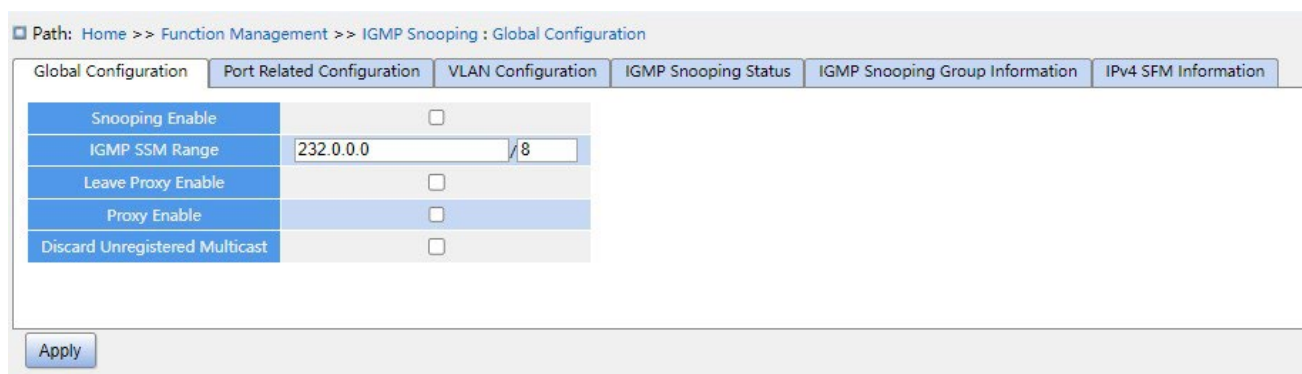 Path: Home >> Function Management >> IGMP Snooping : Global Configuration
Global Configuration Port Related Configuration VLAN Configuration IGMP Snooping Status IGMP Snooping Group Information IPv4 SFM Information
Snooping Enable
IGMP SSM Range 232.0.0.0 / 8
Leave Proxy Enable
Proxy Enable
Discard Unregistered Multicast
Apply